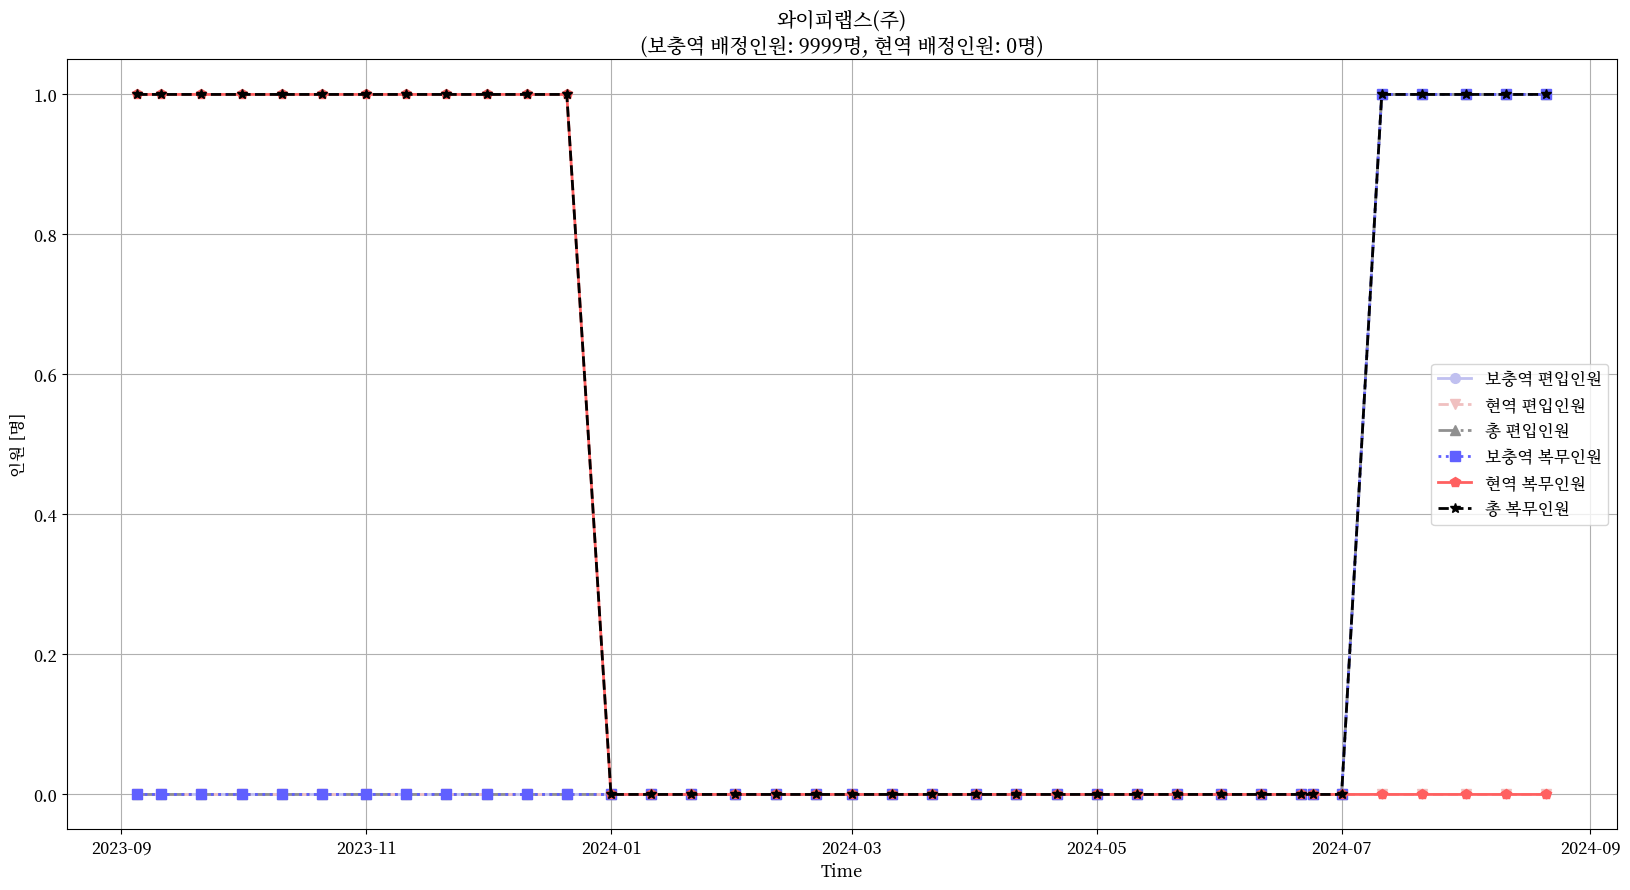 와이피랩스(주)
(보충역 배정인원: 9999명, 현역 배정인원: 0명)
인원 [명]
1.0
0.8
0.6
0.4
0.2
0.0
보충역 편입인원
현역 편입인원
총 편입인원
보충역 복무인원
현역 복무인원
총 복무인원
2023-09 2023-11 2024-01 2024-03 2024-05 2024-07 2024-09
Time